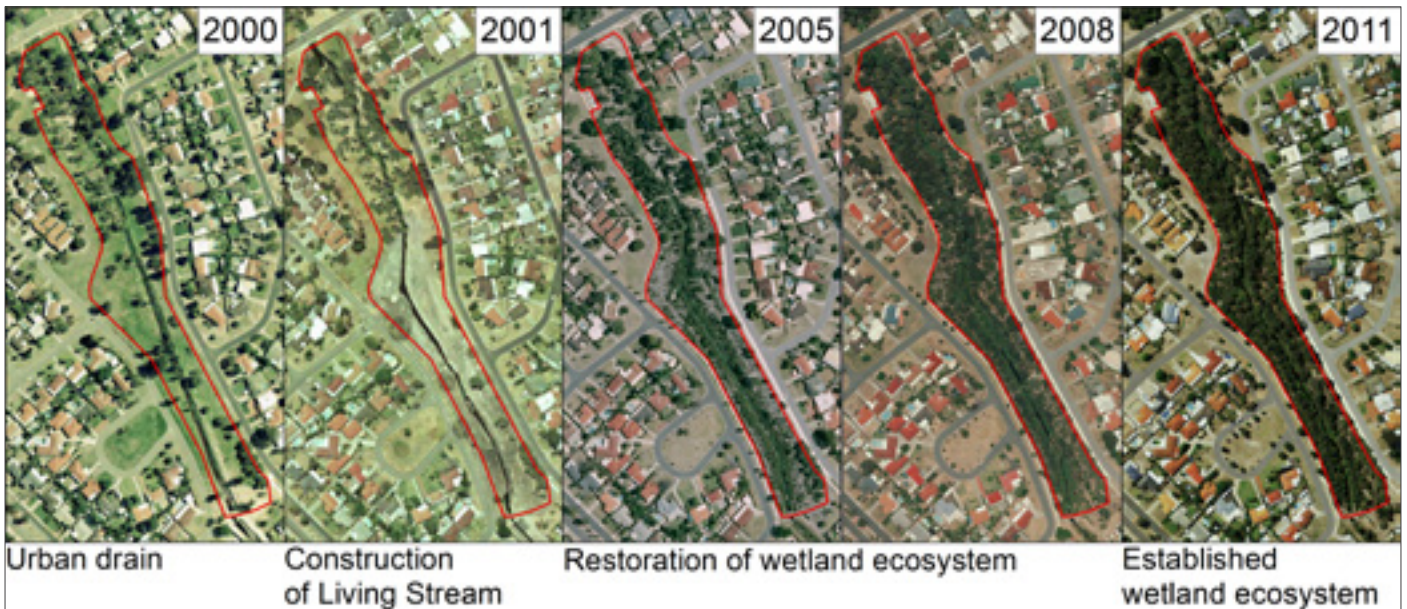 2000
2001
2005
2008
2011
Urban drain
Construction
of Living Stream
Restoration of wetland ecosystem
Established
wetland ecosystem